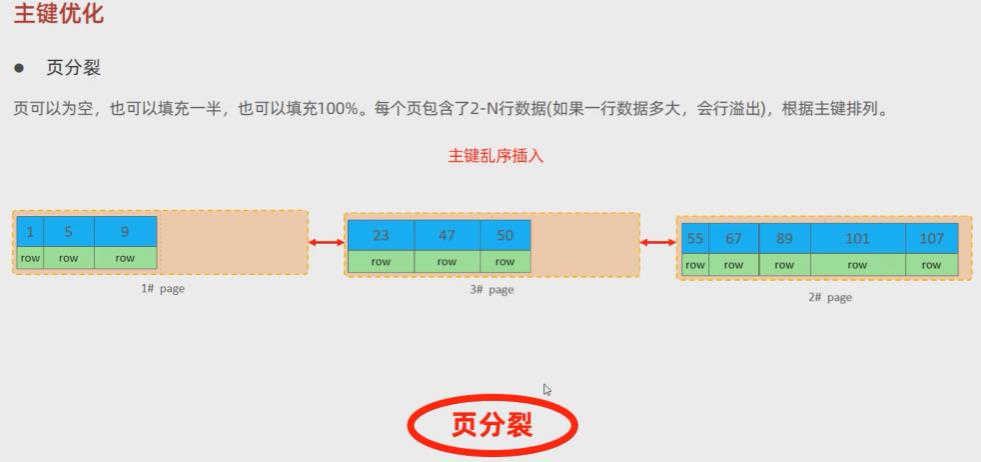 主键优化
● 页分裂
页可以为空，也可以填充一半，也可以填充100%。每个页包含了2-N行数据(如果一行数据多大，会行溢出)，根据主键排列。
主键乱序插入
1 5 9
row row row
1# page
23 47 50
row row row
3# page
55 67 89 101 107
row row row row row
2# page
页分裂